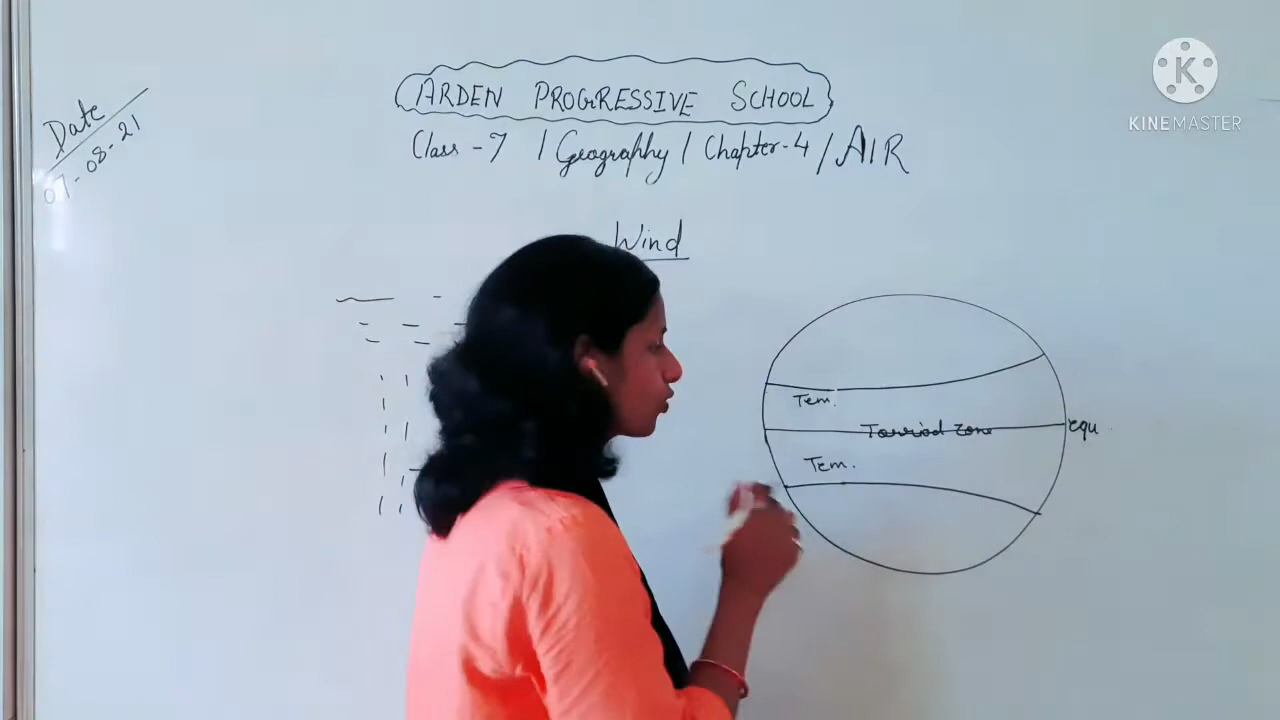 ARDEN PROGRESSIVE SCHOOL
Class - 7 / Geography / Chapter - 4 / AIR
Date
07-08-21
Wind
Tem.
Torriod zone
equ.
Tem.
KINEMASTER